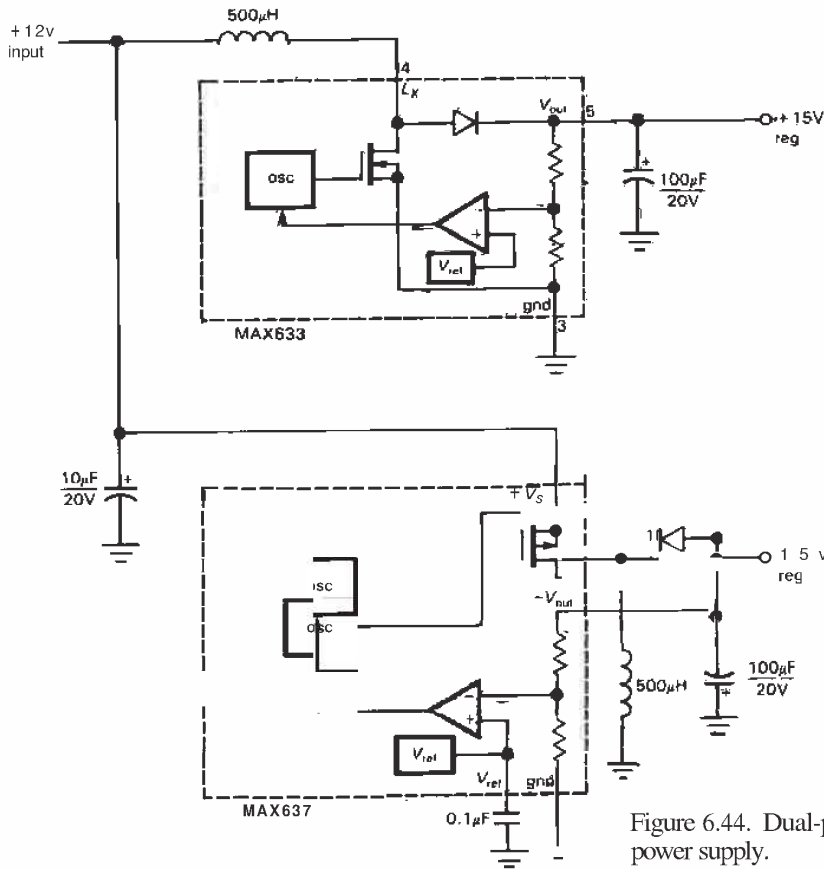 500μH
+12v
input
4
Lx
Vout
5
+15V
reg
osc
+
100μF
20V
−
+
Vref
gnd
3
MAX633
10μF
20V
+
+Vs
1 5 v
reg
osc
osc
−Vout
500μH
100μF
20V
+
−
+
Vref
Vref
gnd
MAX637
0.1μF
Figure 6.44. Dual-p
power supply.